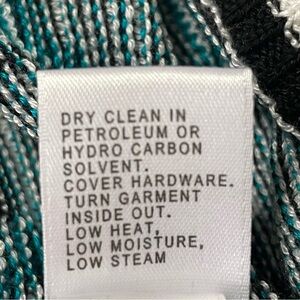 DRY CLEAN IN
PETROLEUM OR
HYDRO CARBON
SOLVENT.
COVER HARDWARE.
TURN GARMENT
INSIDE OUT.
LOW HEAT,
LOW MOISTURE,
LOW STEAM